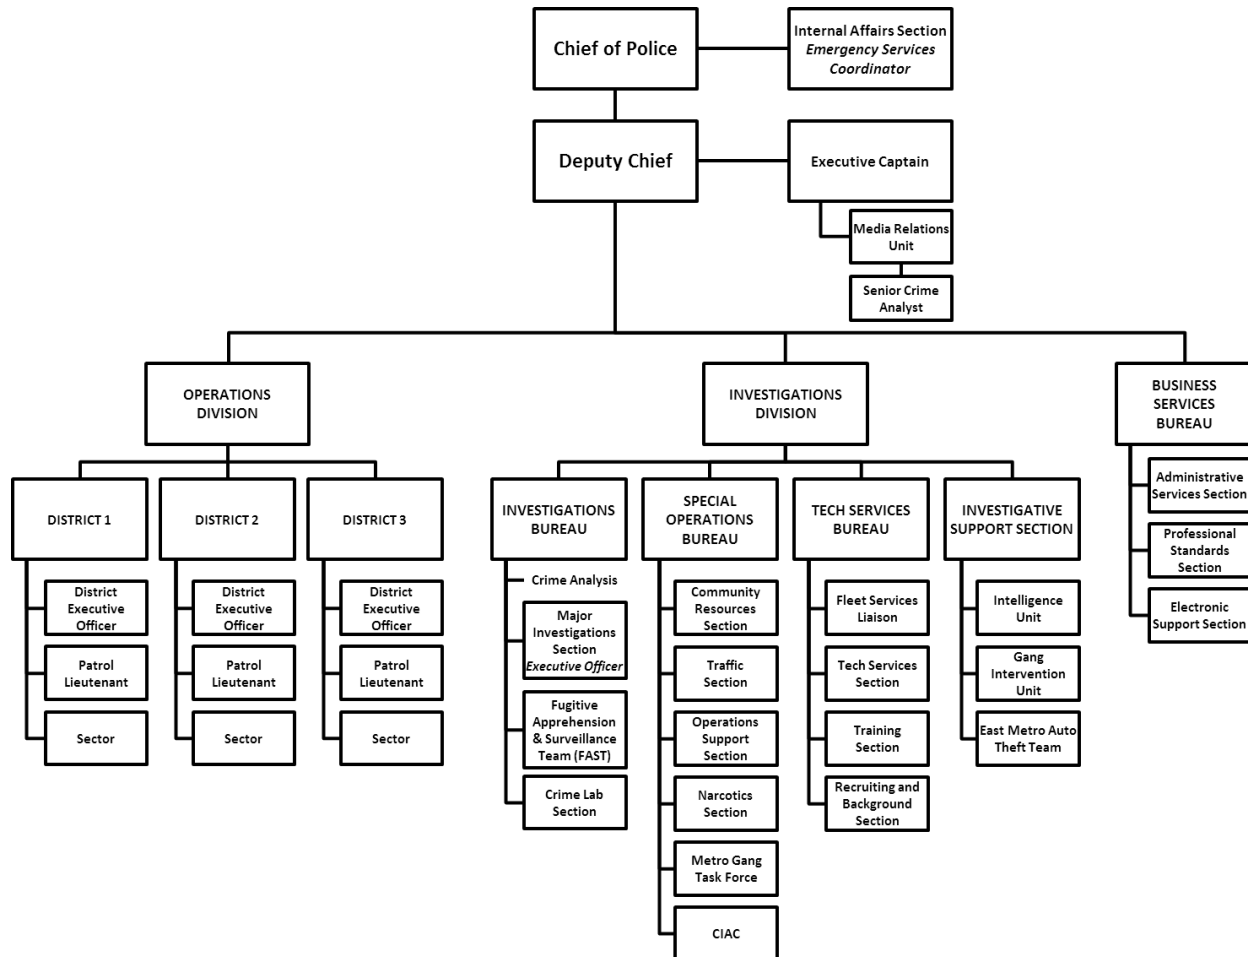 Chief of Police
Internal Affairs Section
Emergency Services
Coordinator
Deputy Chief
Executive Captain
Media Relations
Unit
Senior Crime
Analyst
OPERATIONS
DIVISION
INVESTIGATIONS
DIVISION
BUSINESS
SERVICES
BUREAU
DISTRICT 1
DISTRICT 2
DISTRICT 3
INVESTIGATIONS
BUREAU
SPECIAL
OPERATIONS
BUREAU
TECH SERVICES
BUREAU
INVESTIGATIVE
SUPPORT SECTION
Administrative
Services Section
Professional
Standards
Section
Electronic
Support Section
District
Executive
Officer
Patrol
Lieutenant
Sector
District
Executive
Officer
Patrol
Lieutenant
Sector
District
Executive
Officer
Patrol
Lieutenant
Sector
Crime Analysis
Major
Investigations
Section
Executive Officer
Fugitive
Apprehension
& Surveillance
Team (FAST)
Crime Lab
Section
Community
Resources
Section
Traffic
Section
Operations
Support
Section
Narcotics
Section
Metro Gang
Task Force
CIAC
Fleet Services
Liaison
Tech Services
Section
Training
Section
Recruiting and
Background
Section
Intelligence
Unit
Gang
Intervention
Unit
East Metro Auto
Theft Team